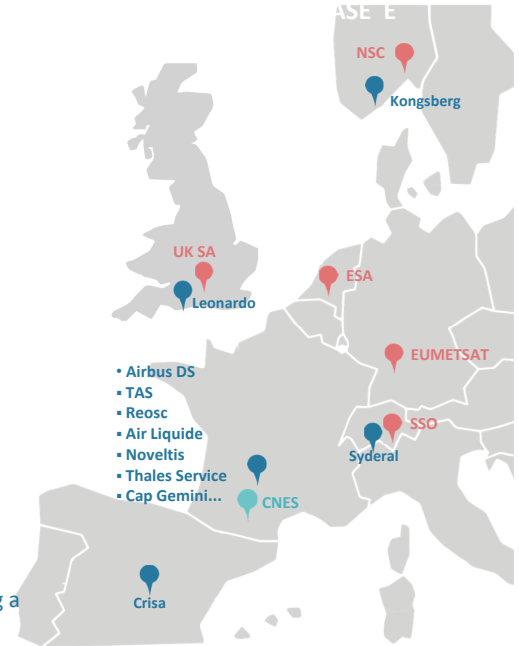 ASE E
NSC
Kongsberg
UK SA
ESA
Leonardo
EUMETSAT
• Airbus DS
▪ TAS
▪ Reosc
▪ Air Liquide
▪ Noveltis
▪ Thales Service
▪ Cap Gemini...
SSO
Syderal
CNES
Crisa
g a